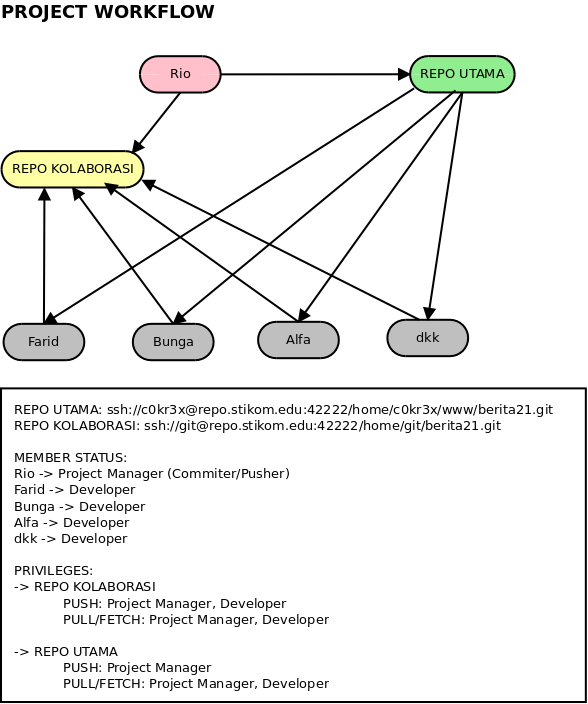 PROJECT WORKFLOW
Rio
REPO UTAMA
REPO KOLABORASI
Farid
Bunga
Alfa
dkk
REPO UTAMA: ssh://c0kr3x@repo.stikom.edu:42222/home/c0kr3x/www/berita21.git
REPO KOLABORASI: ssh://git@repo.stikom.edu:42222/home/git/berita21.git
MEMBER STATUS:
Rio -> Project Manager (Commiter/Pusher)
Farid -> Developer
Bunga -> Developer
Alfa -> Developer
dkk -> Developer
PRIVILEGES:
-> REPO KOLABORASI
PUSH: Project Manager, Developer
PULL/FETCH: Project Manager, Developer
-> REPO UTAMA
PUSH: Project Manager
PULL/FETCH: Project Manager, Developer